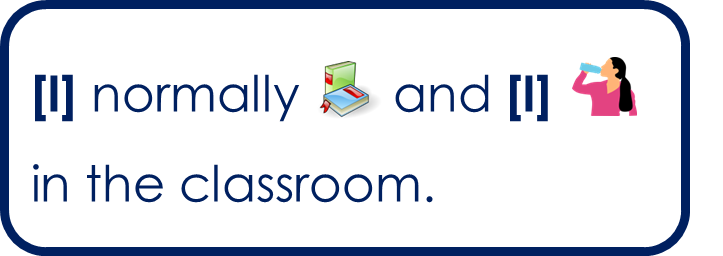 [I] normally and [I]
in the classroom.